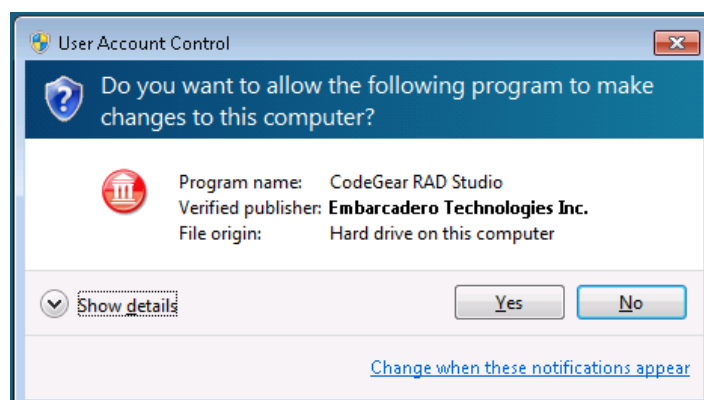 User Account Control
Do you want to allow the following program to make
changes to this computer?
Program name: CodeGear RAD Studio
Verified publisher: Embarcadero Technologies Inc.
File origin: Hard drive on this computer
Show details Yes No
Change when these notifications appear